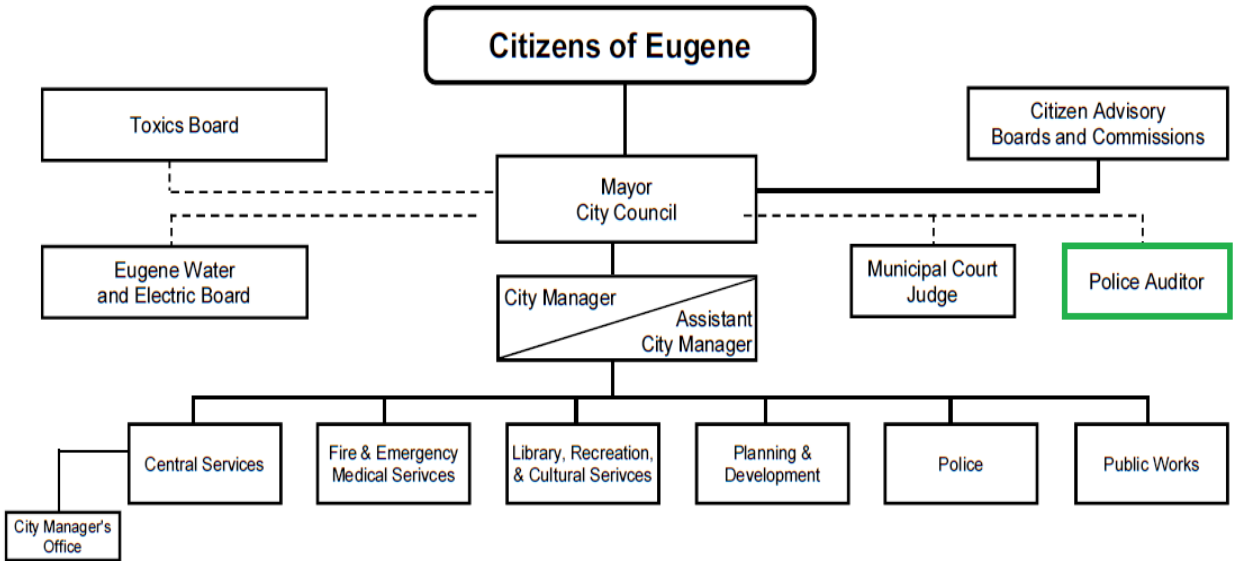 Citizens of Eugene
Toxics Board
Citizen Advisory
Boards and Commissions
Mayor
City Council
Eugene Water
and Electric Board
Municipal Court
Judge
Police Auditor
City Manager
Assistant
City Manager
Central Services
Fire & Emergency
Medical Serivces
Library, Recreation,
& Cultural Serivces
Planning &
Development
Police
Public Works
City Manager's
Office